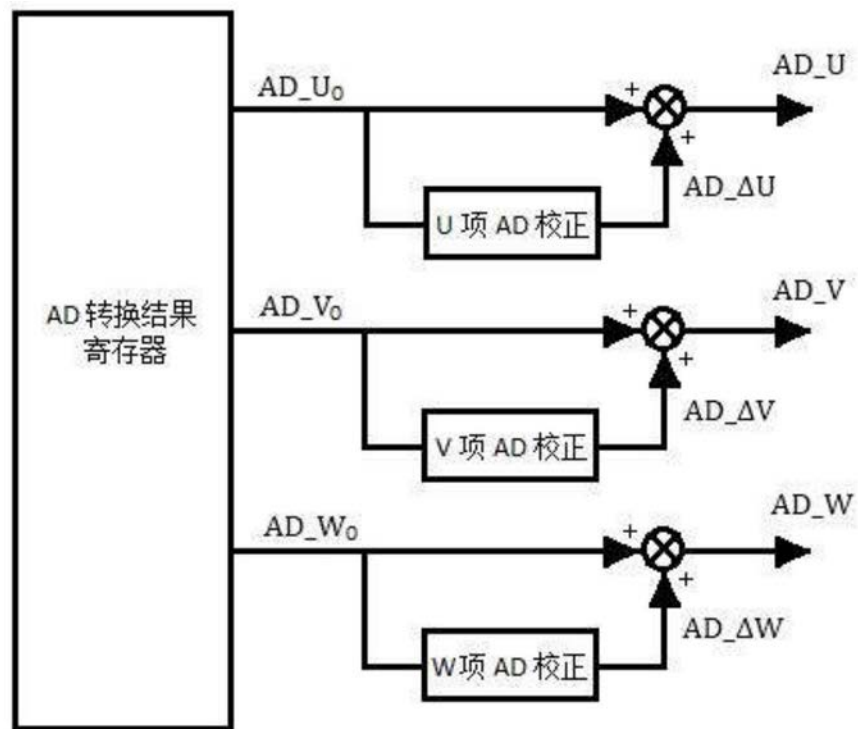 AD 转换结果
寄存器
AD_U₀
+
AD_U
+
AD_ΔU
U 项 AD 校正
AD_V₀
+
AD_V
+
AD_ΔV
V 项 AD 校正
AD_W₀
+
AD_W
+
AD_ΔW
W项 AD 校正